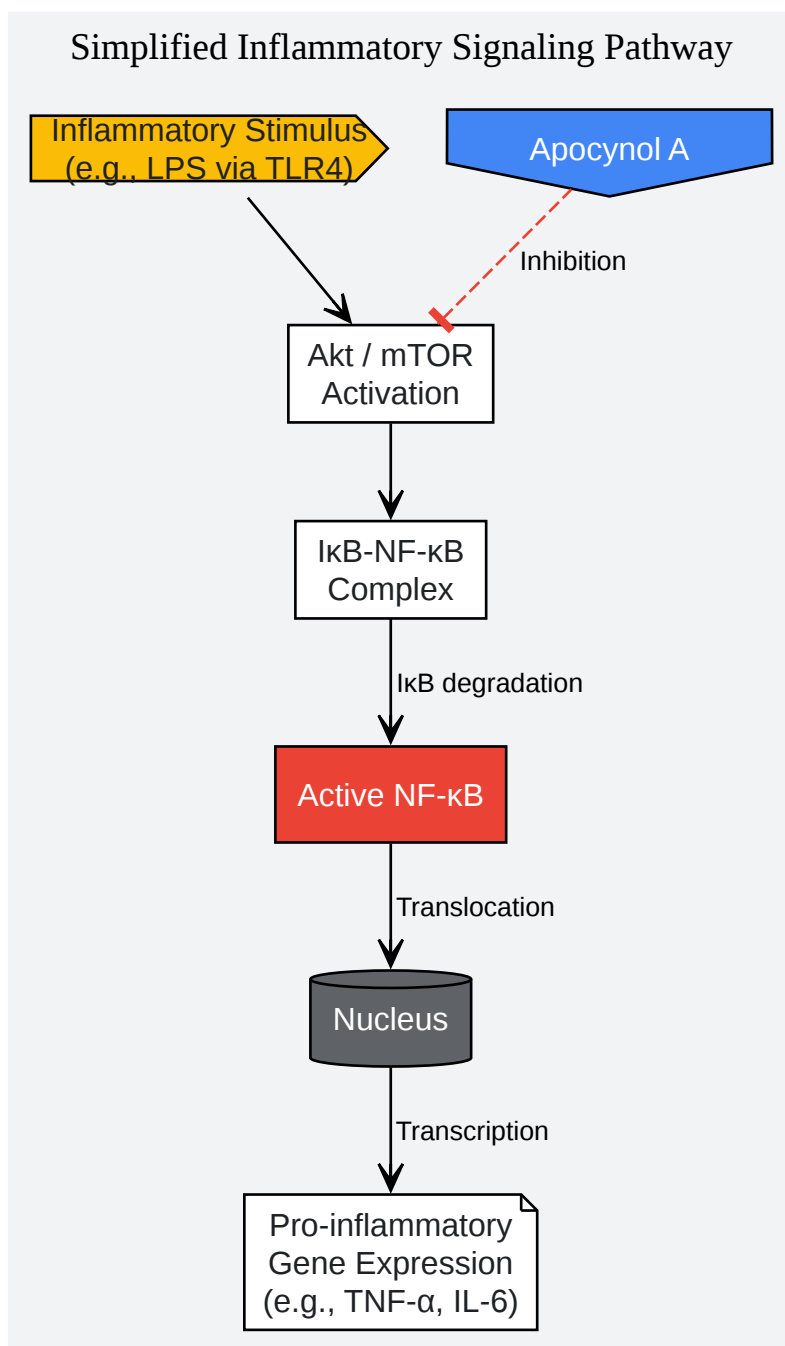 Simplified Inflammatory Signaling Pathway
Inflammatory Stimulus
(e.g., LPS via TLR4)
Apocynol A
Inhibition
Akt / mTOR
Activation
IκB-NF-κB
Complex
IκB degradation
Active NF-κB
Translocation
Nucleus
Transcription
Pro-inflammatory
Gene Expression
(e.g., TNF-α, IL-6)